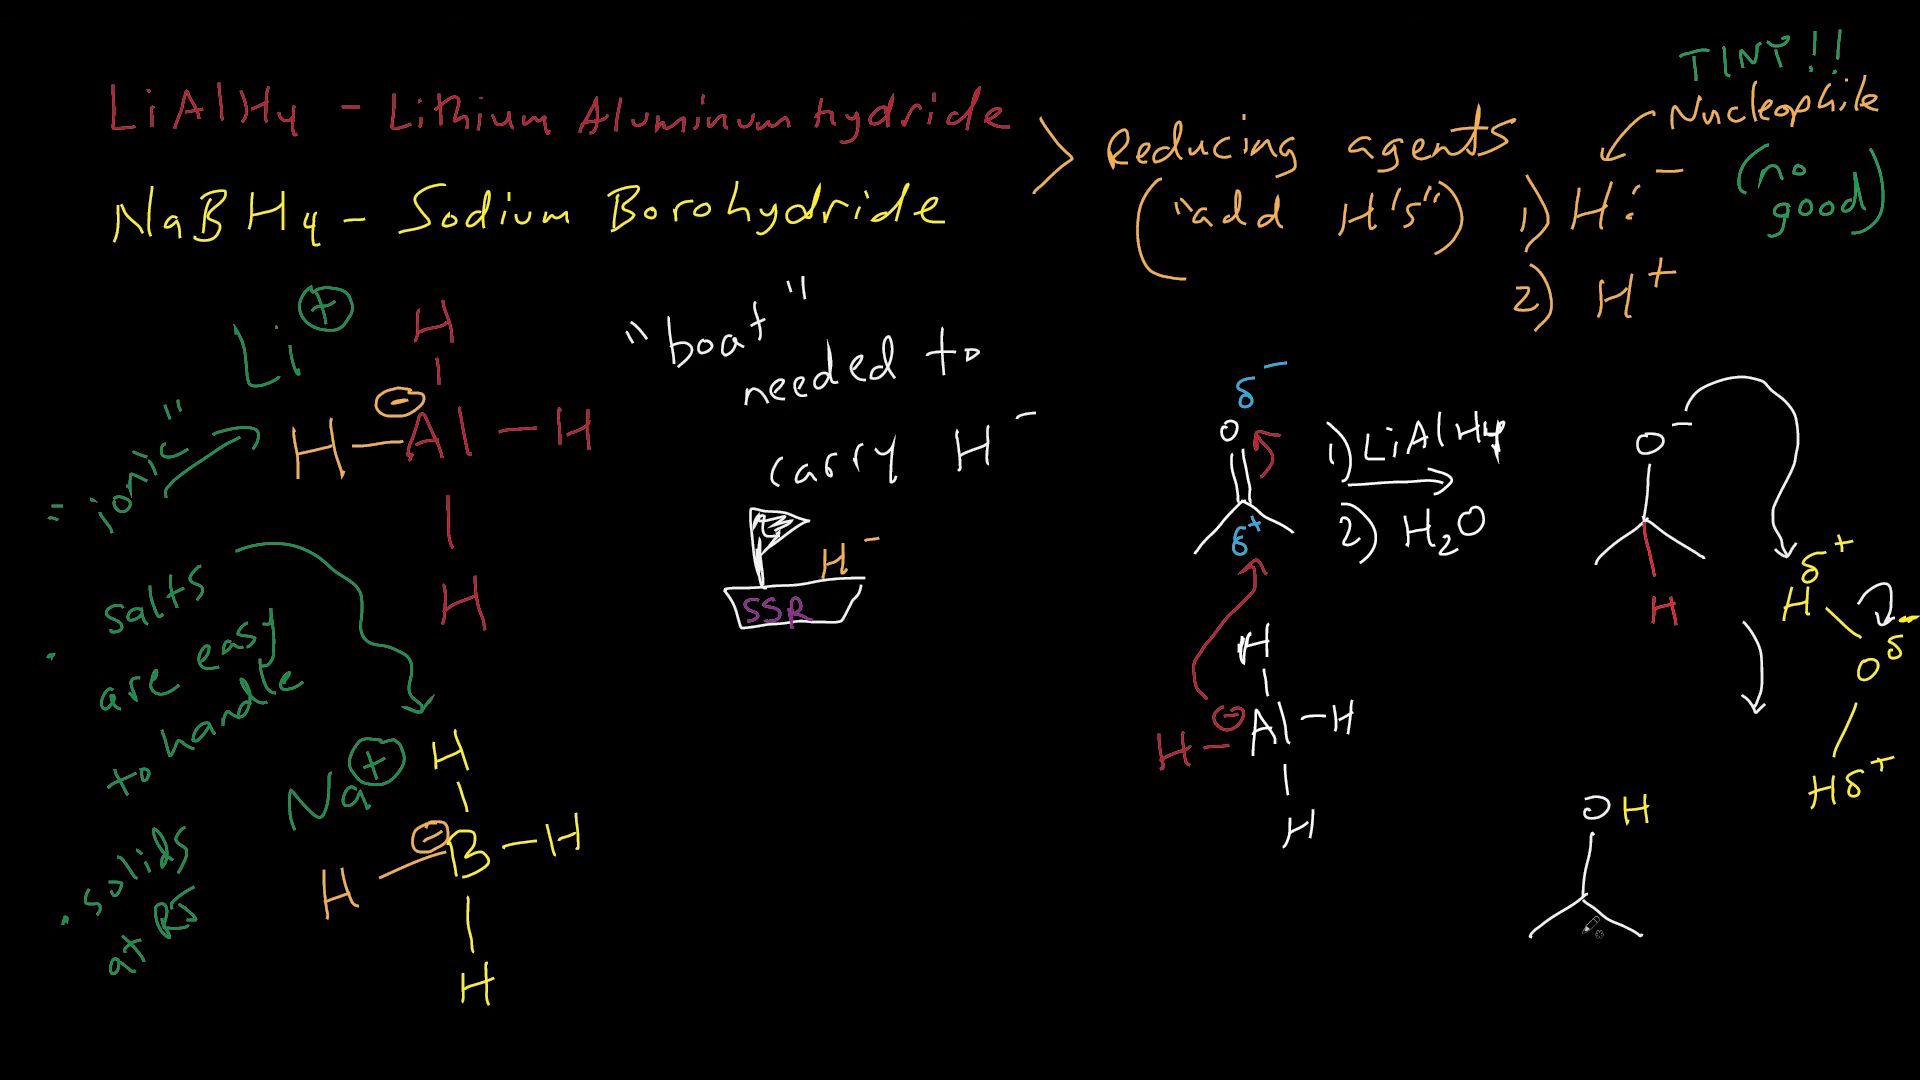 LiAlH4 - Lithium Aluminum hydride
NaBH4 - Sodium Borohydride
Reducing agents
("add H's")
TINY!!
Nucleophile
(no
good)
1) H:-
2) H+
Li +
H
H - Al - H
-
H
"ionic"
salts
are easy
to handle
. solids
at RT
Na +
H
H B - H
-
H
"boat"
needed to
carry H-
H-
SSR
δ-
O
δ+
1) LiAlH4
2) H2O
H
H - Al - H
-
H
O-
H
δ+
H
O δ-
Hδ+
OH